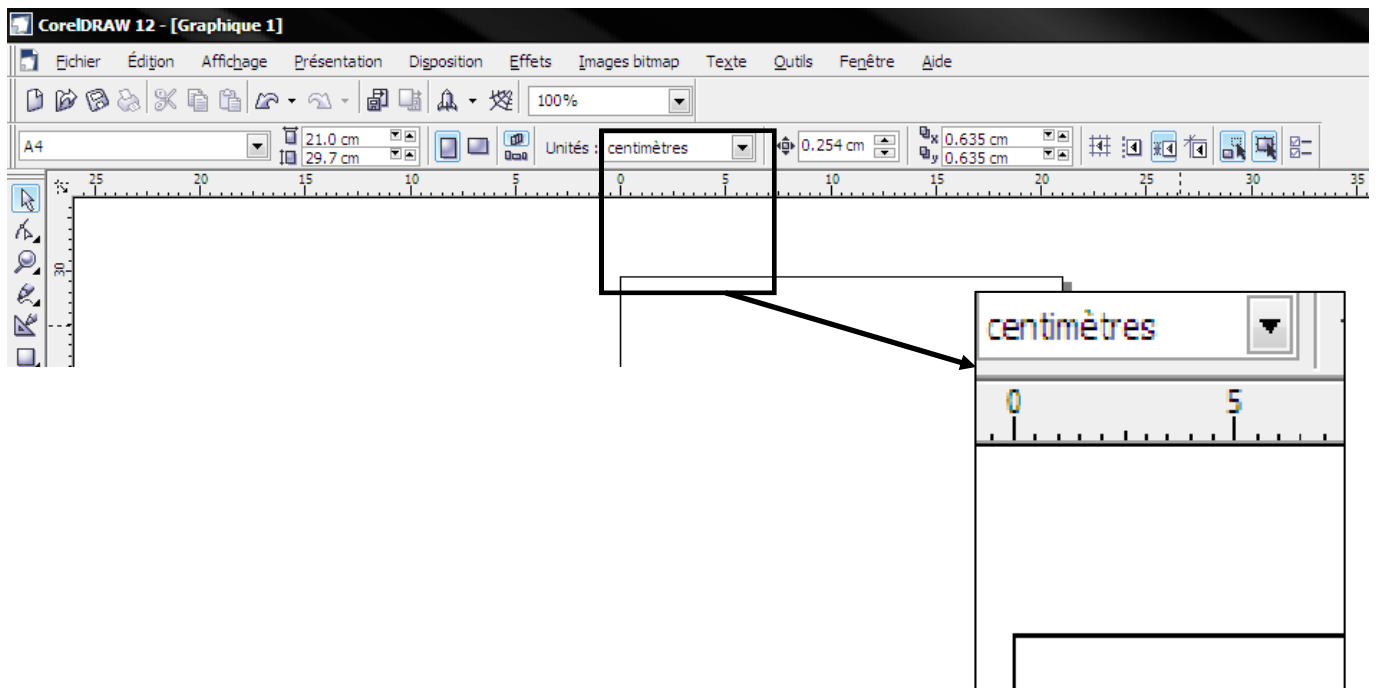 CorelDRAW 12 - [Graphique 1]
Fichier Édition Affichage Présentation Disposition Effets Images bitmap Texte Outils Fenêtre Aide
100%
A4 21.0 cm Unités : centimètres 0.254 cm x 0.635 cm
29.7 cm y 0.635 cm
25 20 15 10 5 0 5 10 15 20 25 30 35
30
centimètres
0 5